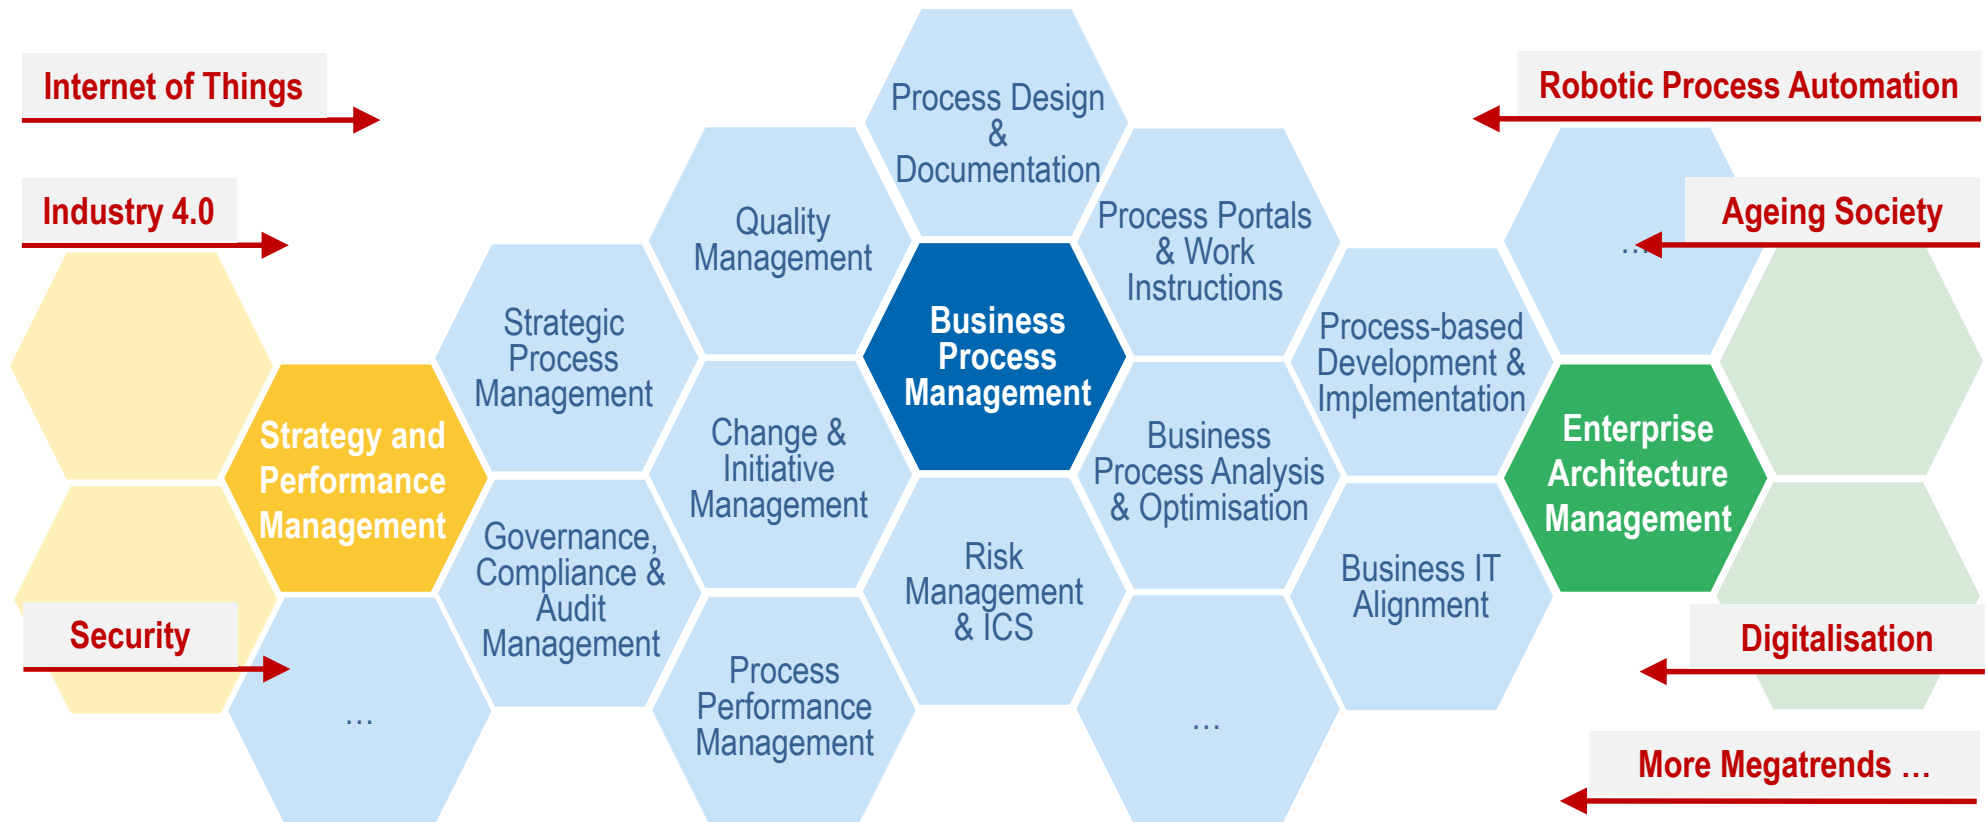 Internet of Things
Industry 4.0
Security
Robotic Process Automation
Ageing Society
Digitalisation
More Megatrends …
Process Design
&
Documentation
Quality
Management
Process Portals
& Work
Instructions
…
Strategic
Process
Management
Business
Process
Management
Process-based
Development &
Implementation
Strategy and
Performance
Management
Change &
Initiative
Management
Business
Process Analysis
& Optimisation
Enterprise
Architecture
Management
Governance,
Compliance &
Audit
Management
Risk
Management
& ICS
Business IT
Alignment
…
Process
Performance
Management
…